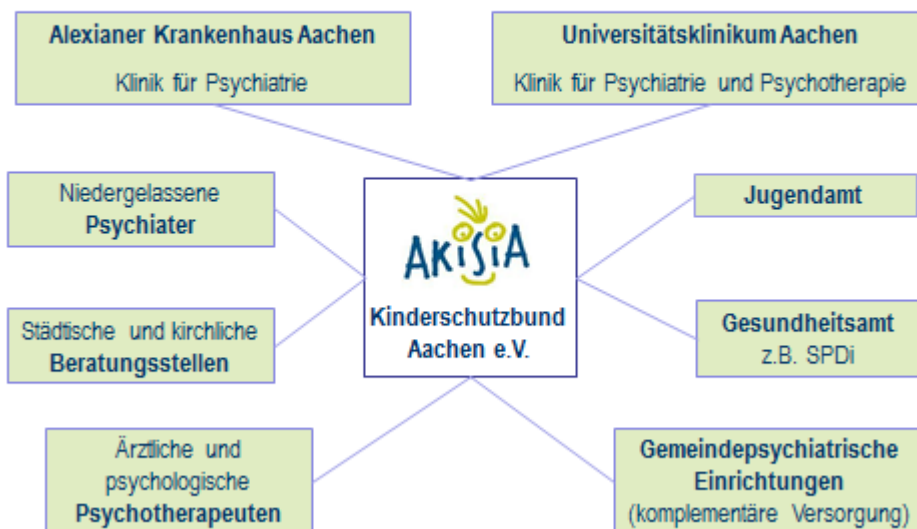 Alexianer Krankenhaus Aachen
Klinik für Psychiatrie
Universitätsklinikum Aachen
Klinik für Psychiatrie und Psychotherapie
Niedergelassene
Psychiater
AKiSiA
Kinderschutzbund
Aachen e.V.
Jugendamt
Städtische und kirchliche
Beratungsstellen
Gesundheitsamt
z.B. SPDi
Ärztliche und
psychologische
Psychotherapeuten
Gemeindepsychiatrische
Einrichtungen
(komplementäre Versorgung)